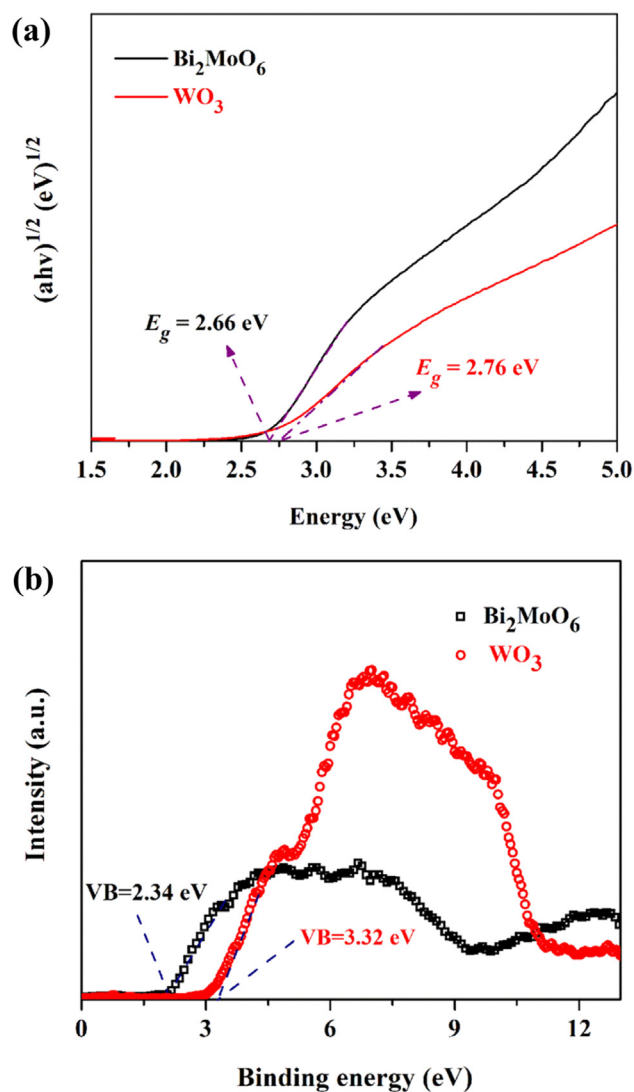 (a)
Bi₂MoO₆
WO₃
(ahv)^1/2 (eV)^1/2
E_g = 2.66 eV
E_g = 2.76 eV
1.5 2.0 2.5 3.0 3.5 4.0 4.5 5.0
Energy (eV)
(b)
Bi₂MoO₆
WO₃
Intensity (a.u.)
VB=2.34 eV
VB=3.32 eV
0 3 6 9 12
Binding energy (eV)